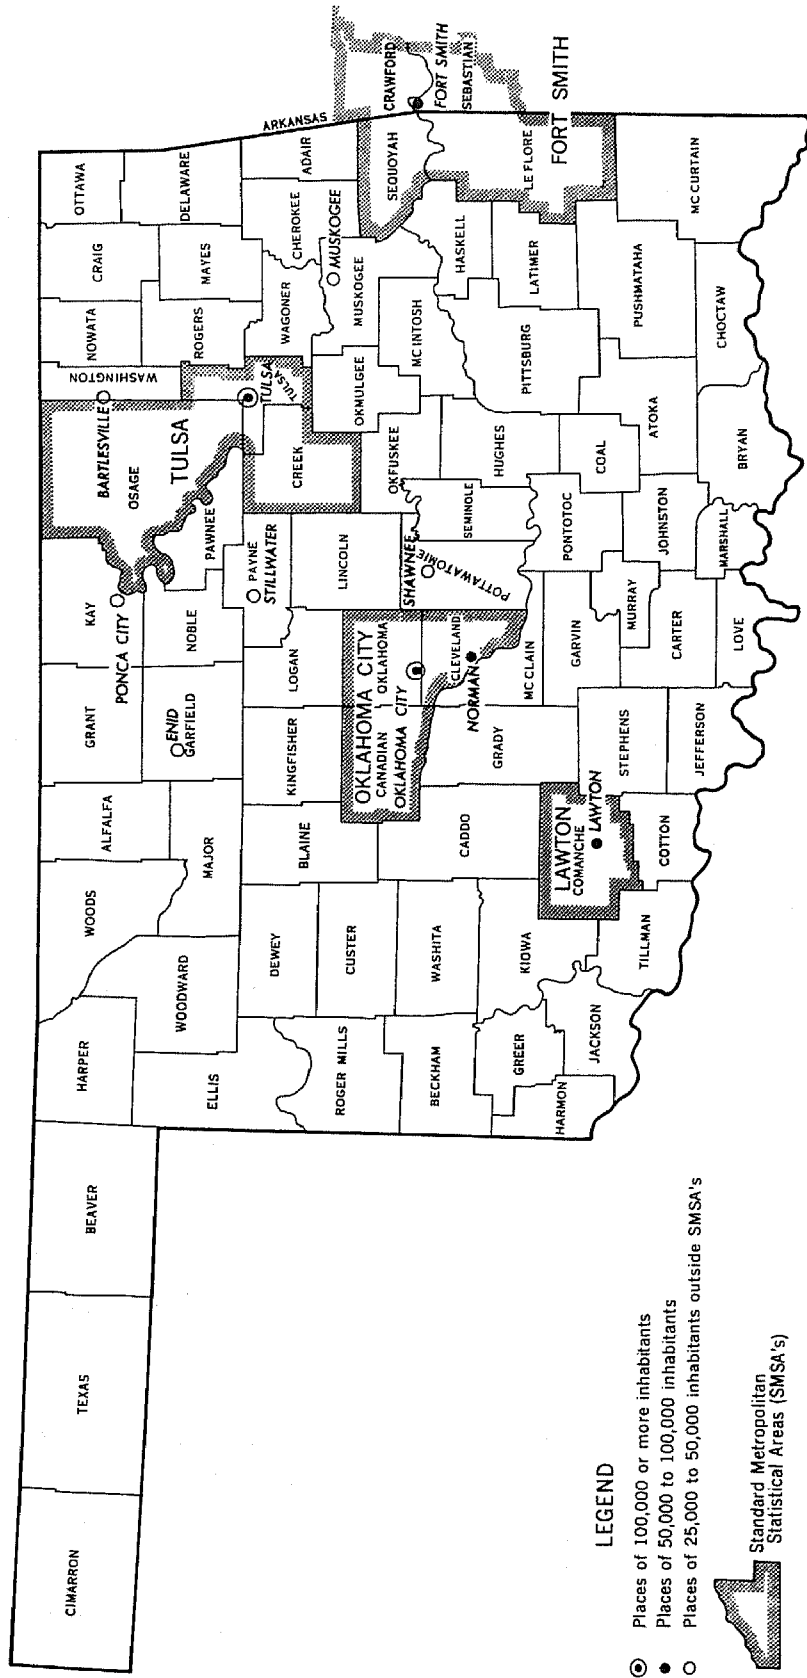 CIMARRON
TEXAS
BEAVER
HARPER
WOODS
ALFALFA
GRANT
KAY
PONCA CITY
OSAGE
BARTLESVILLE
WASHINGTON
NOWATA
CRAIG
OTTAWA
ELLIS
WOODWARD
MAJOR
ENID
GARFIELD
NOBLE
PAWNEE
TULSA
TULSA
TULSA
ROGERS
MAYES
DELAWARE
ROGER MILLS
DEWEY
BLAINE
KINGFISHER
LOGAN
PAYNE
STILLWATER
CREEK
WAGONER
CHEROKEE
ADAIR
ARKANSAS
CUSTER
OKLAHOMA CITY
CANADIAN
OKLAHOMA
OKLAHOMA CITY
LINCOLN
OKFUSKEE
OKMULGEE
MUSKOGEE
MUSKOGEE
SEQUOYAH
CRAWFORD
FORT SMITH
SEBASTIAN
FORT SMITH
BECKHAM
WASHITA
CADDO
GRADY
CLEVELAND
NORMAN
MC CLAIN
SHAWNEE
POTTAWATOMIE
SEMINOLE
HUGHES
MC INTOSH
HASKELL
LE FLORE
HARMON
GREER
JACKSON
KIOWA
TILLMAN
LAWTON
COMANCHE
LAWTON
COTTON
STEPHENS
JEFFERSON
GARVIN
MURRAY
CARTER
LOVE
PONTOTOC
JOHNSTON
MARSHALL
COAL
ATOKA
BRYAN
PITTSBURG
LATIMER
PUSHMATAHA
CHOCTAW
MC CURTAIN
LEGEND
Places of 100,000 or more inhabitants
Places of 50,000 to 100,000 inhabitants
Places of 25,000 to 50,000 inhabitants outside SMSA's
Standard Metropolitan
Statistical Areas (SMSA's)